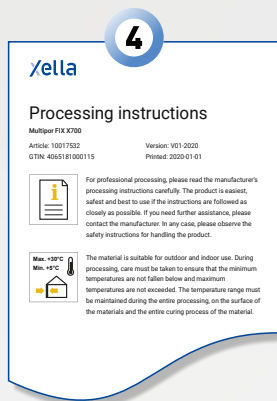 4
xella
Processing instructions
Multipor FIX X700
Article: 10017532 Version: V01-2020
GTIN: 4065181000115 Printed: 2020-01-01
For professional processing, please read the manufacturer's
processing instructions carefully. The product is easiest,
safest and best to use if the instructions are followed as
closely as possible. If you need further assistance, please
contact the manufacturer. In any case, please observe the
safety instructions for handling the product.
Max. +30°C
Min. +5°C
The material is suitable for outdoor and indoor use. During
processing, care must be taken to ensure that the minimum
temperatures are not fallen below and maximum
temperatures are not exceeded. The temperature range must
be maintained during the entire processing, on the surface of
the materials and the entire curing process of the material.